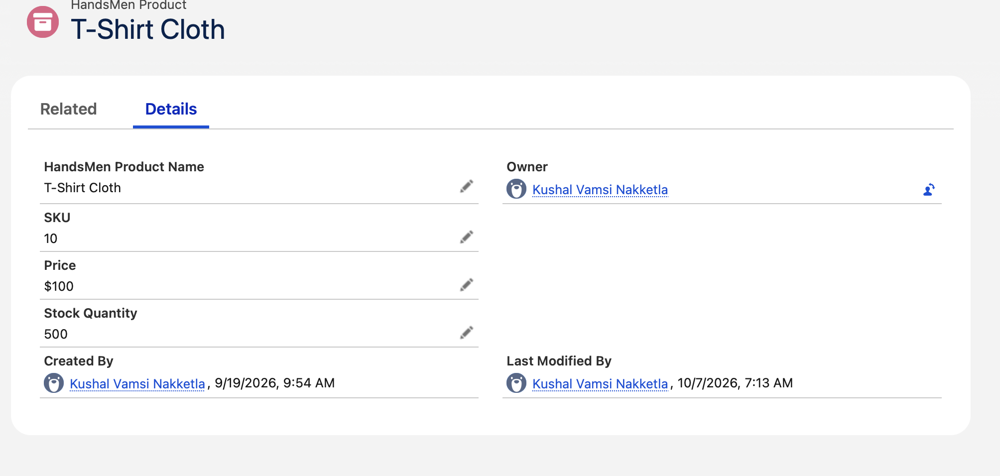 HandsMen Product
T-Shirt Cloth
Related
Details
HandsMen Product Name
T-Shirt Cloth
Owner
Kushal Vamsi Nakketla
SKU
10
Price
$100
Stock Quantity
500
Created By
Kushal Vamsi Nakketla, 9/19/2026, 9:54 AM
Last Modified By
Kushal Vamsi Nakketla, 10/7/2026, 7:13 AM